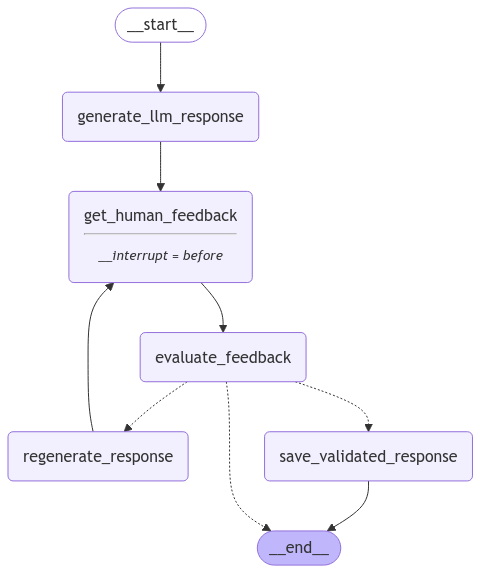 __start__
generate_llm_response
get_human_feedback
__interrupt = before
evaluate_feedback
regenerate_response
save_validated_response
__end__